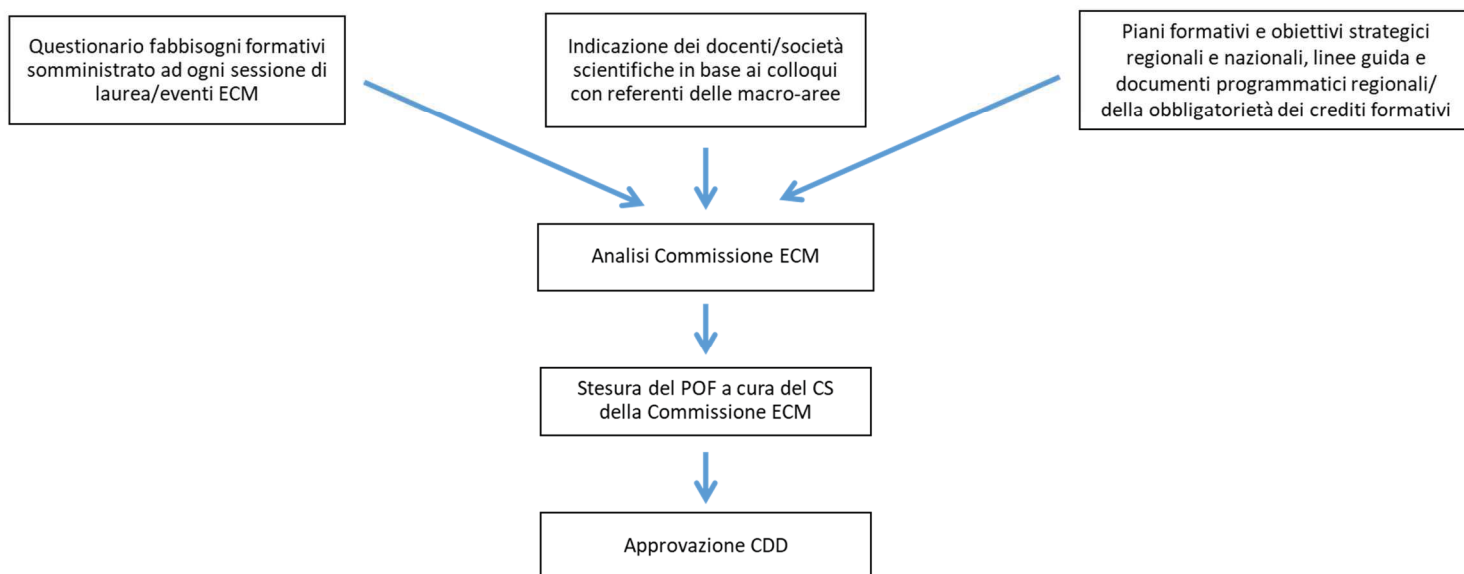 Questionario fabbisogni formativi
somministrato ad ogni sessione di
laurea/eventi ECM
Indicazione dei docenti/società
scientifiche in base ai colloqui
con referenti delle macro-aree
Piani formativi e obiettivi strategici
regionali e nazionali, linee guida e
documenti programmatici regionali/
della obbligatorietà dei crediti formativi
Analisi Commissione ECM
Stesura del POF a cura del CS
della Commissione ECM
Approvazione CDD